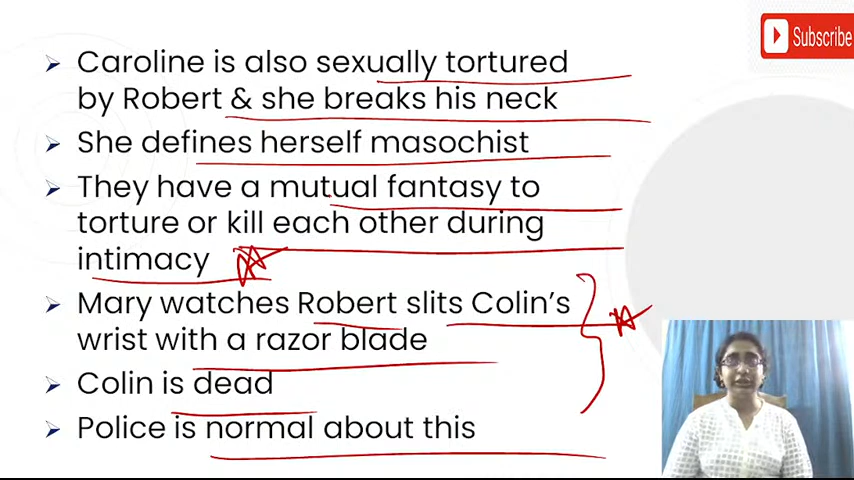 Subscribe
Caroline is also sexually tortured
by Robert & she breaks his neck
She defines herself masochist
They have a mutual fantasy to
torture or kill each other during
intimacy
Mary watches Robert slits Colin's
wrist with a razor blade
Colin is dead
Police is normal about this